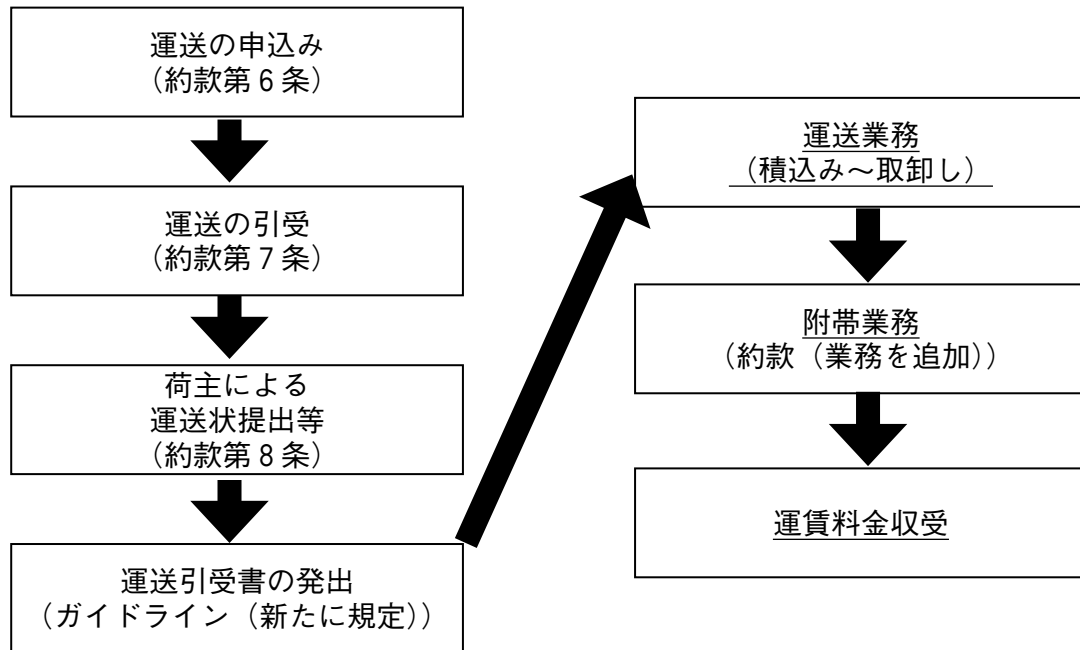 運送の申込み
（約款第６条）
運送の引受
（約款第７条）
荷主による
運送状提出等
（約款第８条）
運送引受書の発出
（ガイドライン（新たに規定））
運送業務
（積込み～取卸し）
附帯業務
（約款（業務を追加））
運賃料金収受